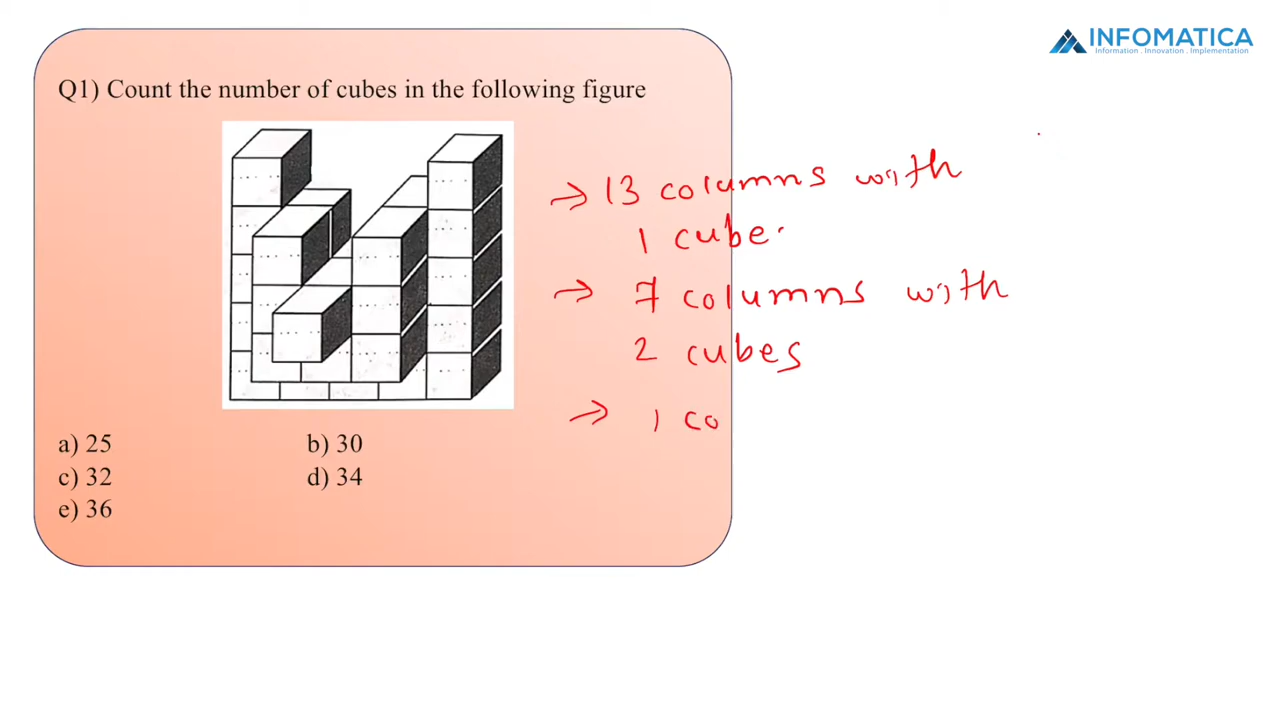 INFOMATICA
Information . Innovation . Implementation
Q1) Count the number of cubes in the following figure
→ 13 columns with
1 cube
→ 7 columns with
2 cubes
→ 1 co
a) 25 b) 30
c) 32 d) 34
e) 36